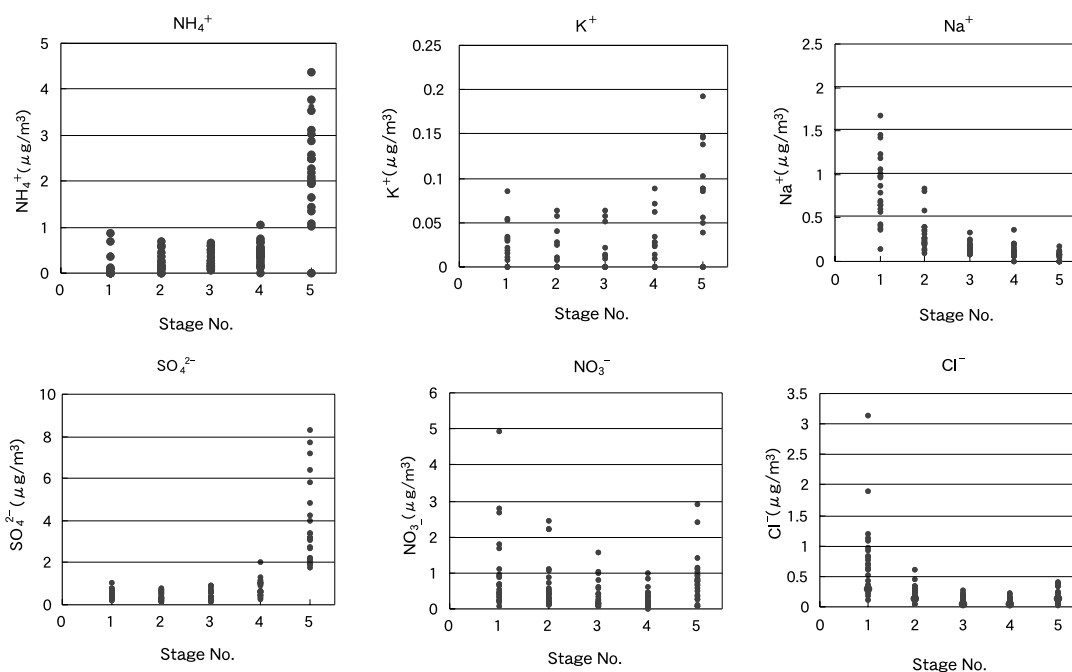 NH₄⁺
5
4
3
2
1
0
NH₄⁺(μg/m³)
0 1 2 3 4 5
Stage No.
K⁺
0.25
0.2
0.15
0.1
0.05
0
K⁺(μg/m³)
0 1 2 3 4 5
Stage No.
Na⁺
2.5
2
1.5
1
0.5
0
Na⁺(μg/m³)
0 1 2 3 4 5
Stage No.
SO₄²⁻
10
8
6
4
2
0
SO₄²⁻(μg/m³)
0 1 2 3 4 5
Stage No.
NO₃⁻
6
5
4
3
2
1
0
NO₃⁻(μg/m³)
0 1 2 3 4 5
Stage No.
Cl⁻
3.5
3
2.5
2
1.5
1
0.5
0
Cl⁻(μg/m³)
0 1 2 3 4 5
Stage No.